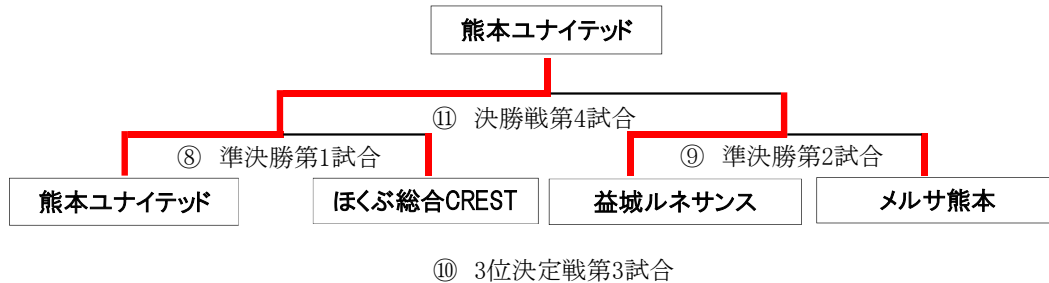 熊本ユナイテッド
⑪ 決勝戦第4試合
⑧ 準決勝第1試合
⑨ 準決勝第2試合
熊本ユナイテッド
ほくぶ総合CREST
益城ルネサンス
メルサ熊本
⑩ 3位決定戦第3試合